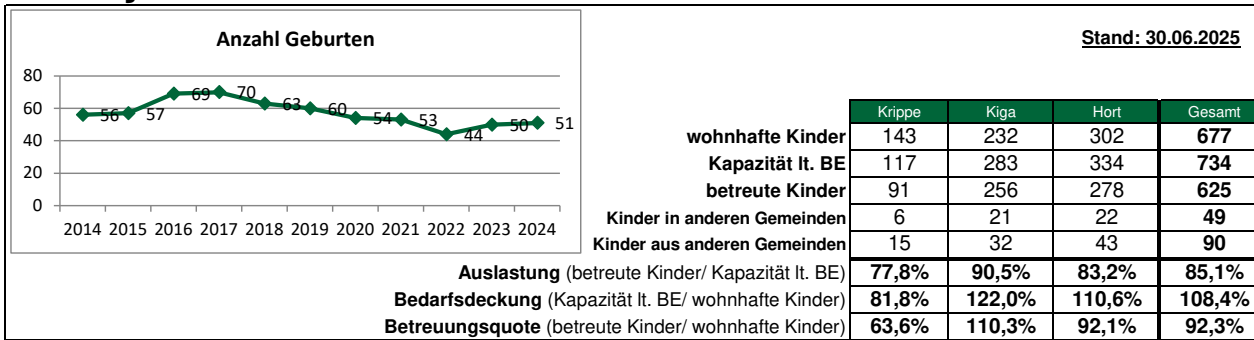 Anzahl Geburten
Stand: 30.06.2025
80
60
40
20
0
56 57 69 70 63 60 54 53 44 50 51
2014 2015 2016 2017 2018 2019 2020 2021 2022 2023 2024
Krippe Kiga Hort Gesamt
wohnhafte Kinder 143 232 302 677
Kapazität lt. BE 117 283 334 734
betreute Kinder 91 256 278 625
Kinder in anderen Gemeinden 6 21 22 49
Kinder aus anderen Gemeinden 15 32 43 90
Auslastung (betreute Kinder/ Kapazität lt. BE) 77,8% 90,5% 83,2% 85,1%
Bedarfsdeckung (Kapazität lt. BE/ wohnhafte Kinder) 81,8% 122,0% 110,6% 108,4%
Betreuungsquote (betreute Kinder/ wohnhafte Kinder) 63,6% 110,3% 92,1% 92,3%